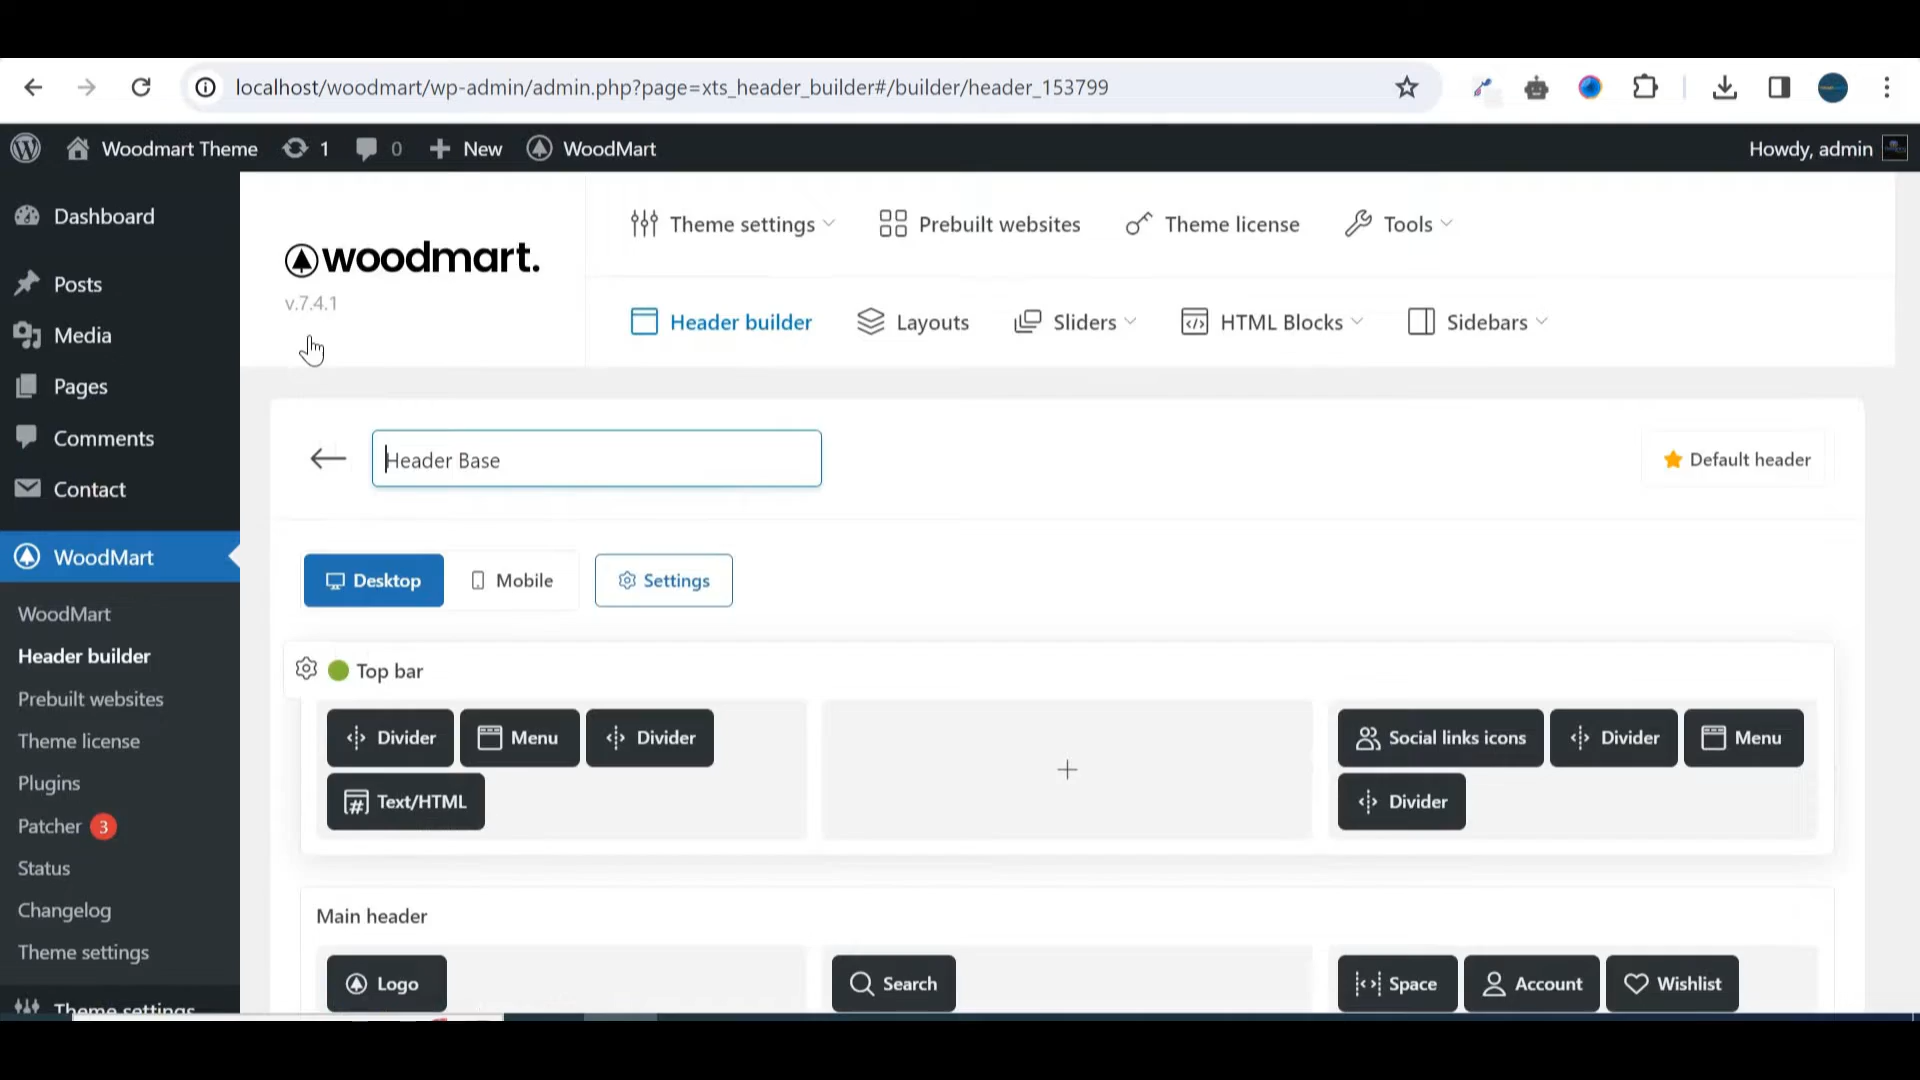 localhost/woodmart/wp-admin/admin.php?page=xts_header_builder#/builder/header_153799
Woodmart Theme 1 0 New WoodMart Howdy, admin
Dashboard
Posts
Media
Pages
Comments
Contact
WoodMart
WoodMart
Header builder
Prebuilt websites
Theme license
Plugins
Patcher 3
Status
Changelog
Theme settings
Theme settings
woodmart.
v.7.4.1
Theme settings Prebuilt websites Theme license Tools
Header builder Layouts Sliders HTML Blocks Sidebars
Header Base
Default header
Desktop Mobile Settings
Top bar
Divider Menu Divider
Text/HTML
Social links icons Divider Menu
Divider
Main header
Logo
Search
Space Account Wishlist